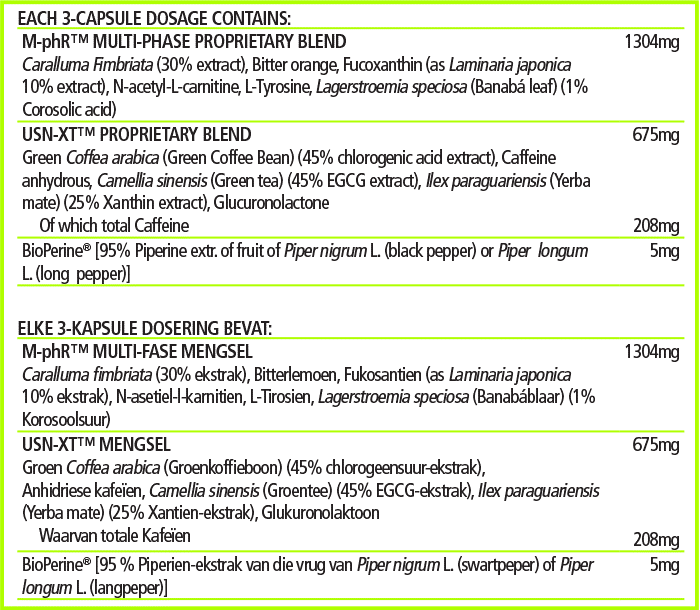 EACH 3-CAPSULE DOSAGE CONTAINS:
M-phR™ MULTI-PHASE PROPRIETARY BLEND 1304mg
Caralluma Fimbriata (30% extract), Bitter orange, Fucoxanthin (as Laminaria japonica
10% extract), N-acetyl-L-carnitine, L-Tyrosine, Lagerstroemia speciosa (Banabá leaf) (1%
Corosolic acid)
USN-XT™ PROPRIETARY BLEND 675mg
Green Coffea arabica (Green Coffee Bean) (45% chlorogenic acid extract), Caffeine
anhydrous, Camellia sinensis (Green tea) (45% EGCG extract), Ilex paraguariensis (Yerba
mate) (25% Xanthin extract), Glucuronolactone
Of which total Caffeine 208mg
BioPerine® [95% Piperine extr. of fruit of Piper nigrum L. (black pepper) or Piper longum 5mg
L. (long pepper)]
ELKE 3-KAPSULE DOSERING BEVAT:
M-phR™ MULTI-FASE MENGSEL 1304mg
Caralluma fimbriata (30% ekstrak), Bitterlemoen, Fukosantien (as Laminaria japonica
10% ekstrak), N-asetiel-l-karnitien, L-Tirosien, Lagerstroemia speciosa (Banabáblaar) (1%
Korosoolsuur)
USN-XT™ MENGSEL 675mg
Groen Coffea arabica (Groenkoffieboon) (45% chlorogeensuur-ekstrak),
Anhidriese kafeïen, Camellia sinensis (Groentee) (45% EGCG-ekstrak), Ilex paraguariensis
(Yerba mate) (25% Xantien-ekstrak), Glukuronolaktoon
Waarvan totale Kafeïen 208mg
BioPerine® [95 % Piperien-ekstrak van die vrug van Piper nigrum L. (swartpeper) of Piper 5mg
longum L. (langpeper)]